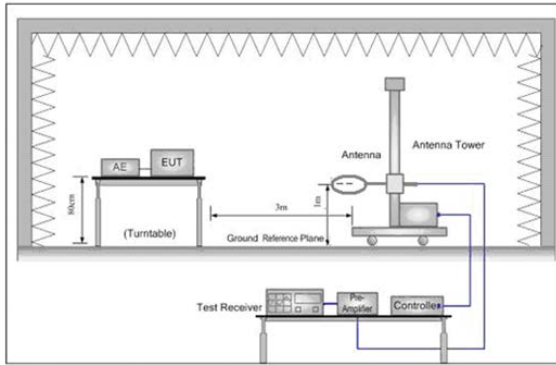 Antenna Tower
Antenna
AE
EUT
80cm
3m
1m
(Turntable)
Ground Reference Plane
Test Receiver
Pre-
Amplifier
Controller